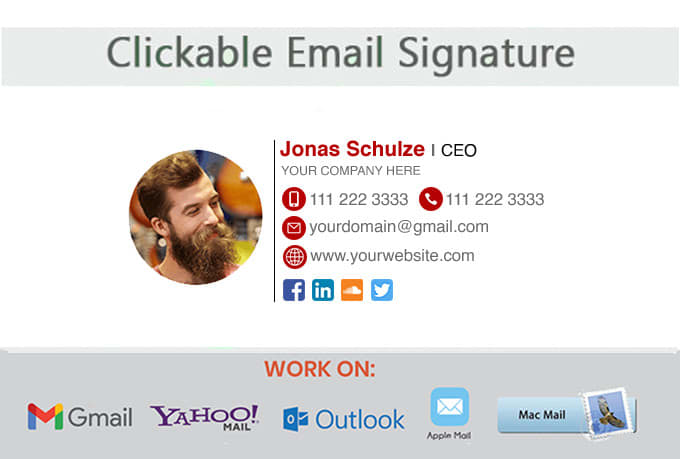 Clickable Email Signature
Jonas Schulze | CEO
YOUR COMPANY HERE
111 222 3333 111 222 3333
yourdomain@gmail.com
www.yourwebsite.com
f in
WORK ON:
Gmail YAHOO! MAIL Outlook Apple Mail Mac Mail